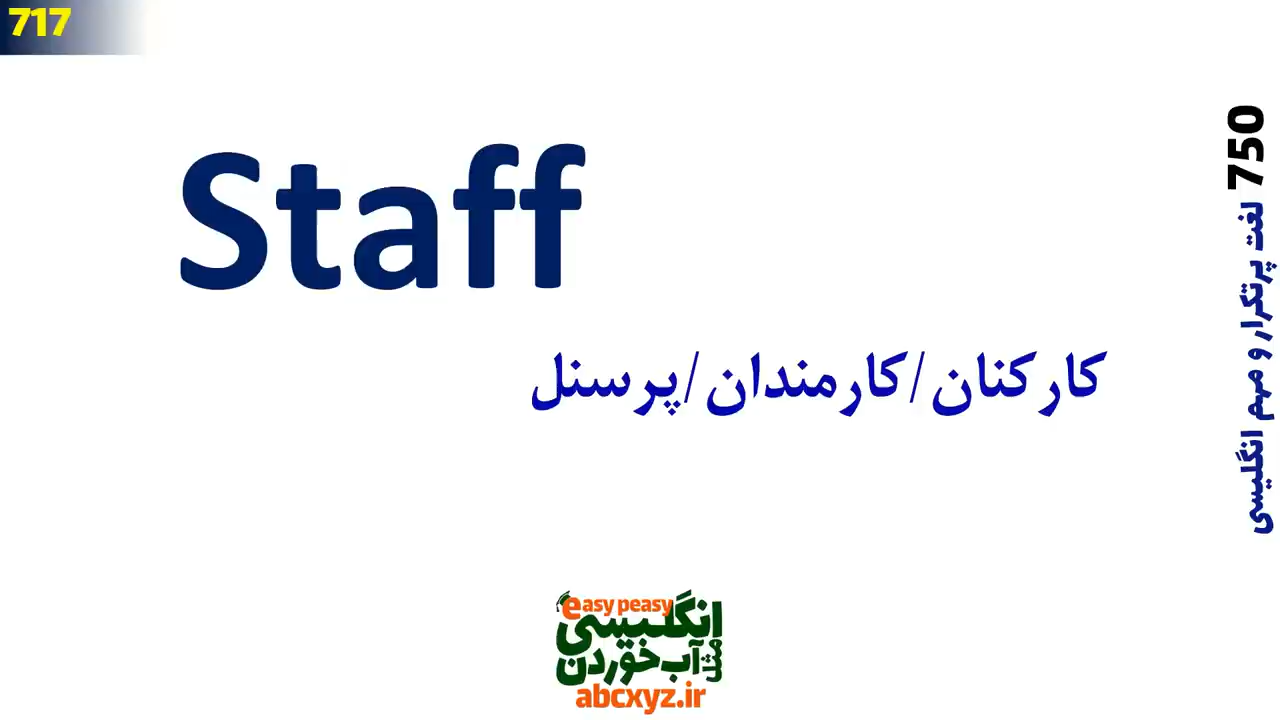 717
Staff
کارکنان/کارمندان/پرسنل
750 لغت پرتکرار و مهم انگلیسی
easy peasy
انگلیسی
مثل آب خوردن
abcxyz.ir